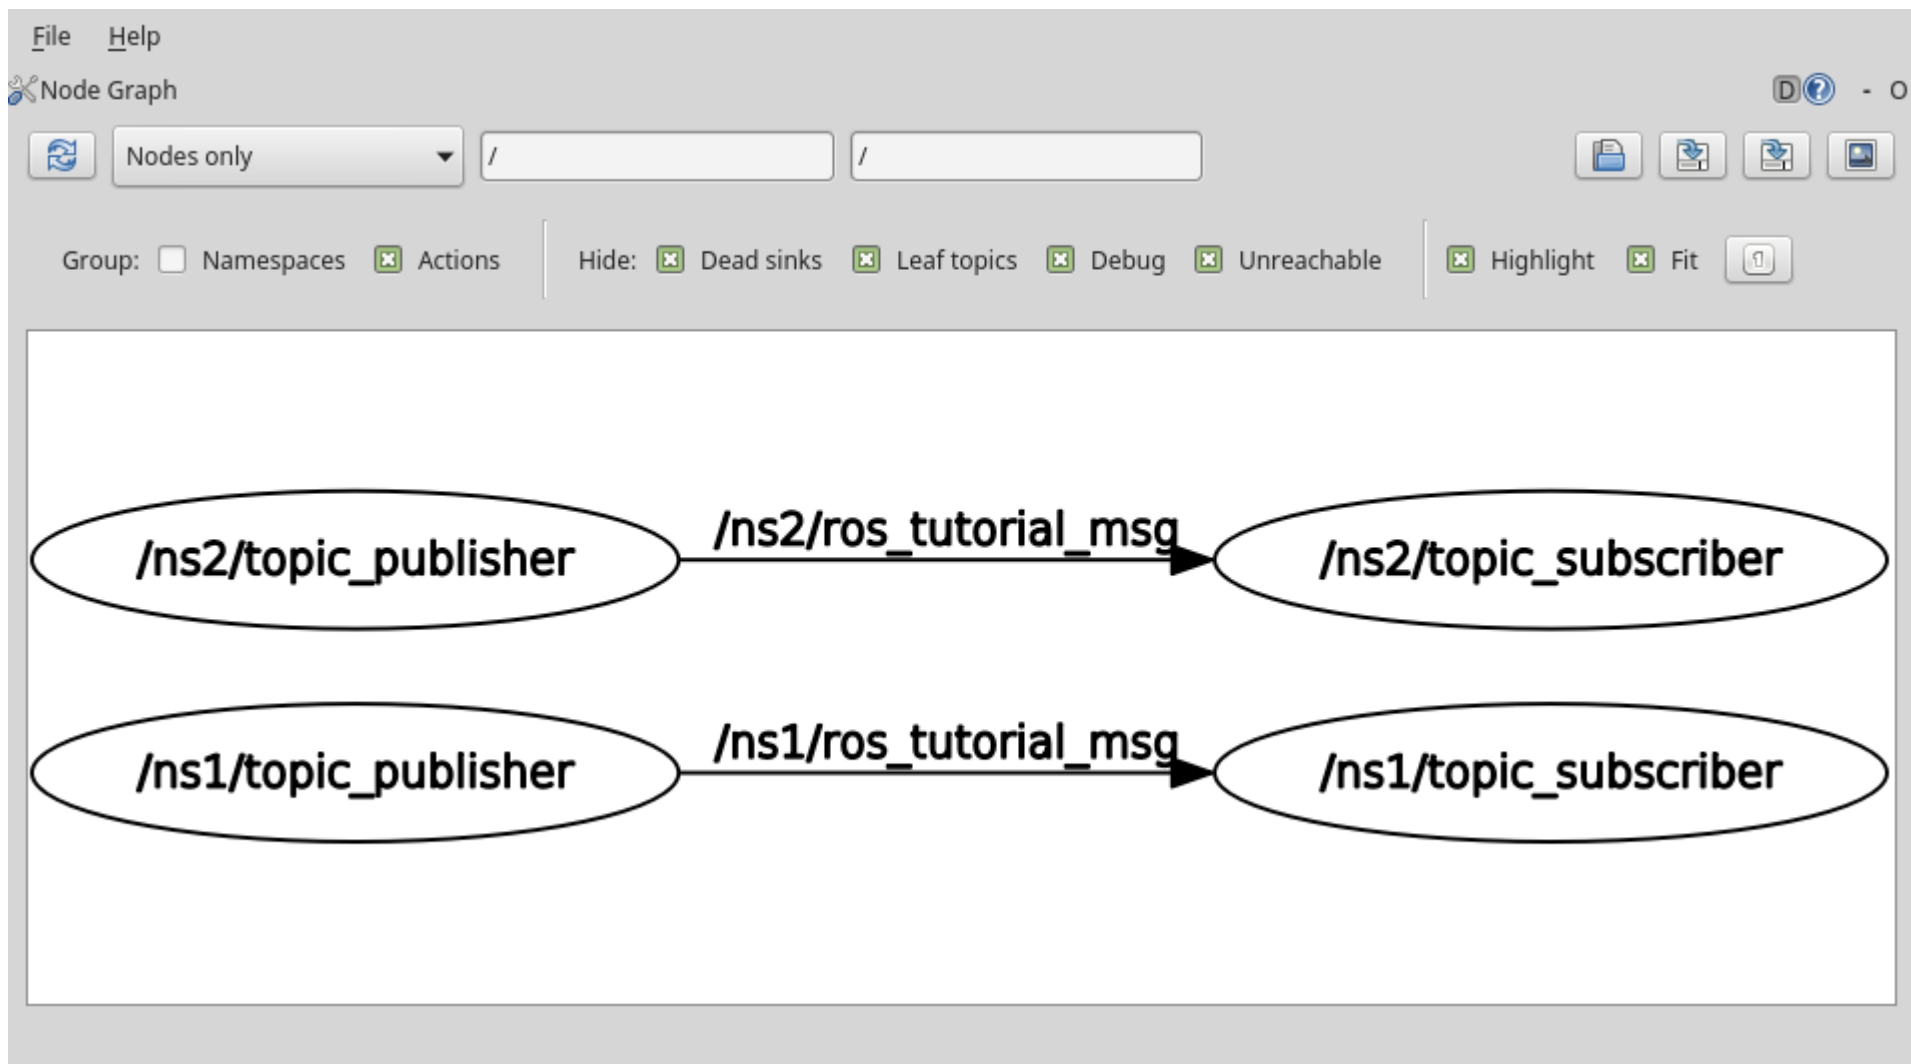 File Help
Node Graph D ? - O
Nodes only / /
Group: Namespaces Actions Hide: Dead sinks Leaf topics Debug Unreachable Highlight Fit
/ns2/topic_publisher /ns2/ros_tutorial_msg /ns2/topic_subscriber
/ns1/topic_publisher /ns1/ros_tutorial_msg /ns1/topic_subscriber